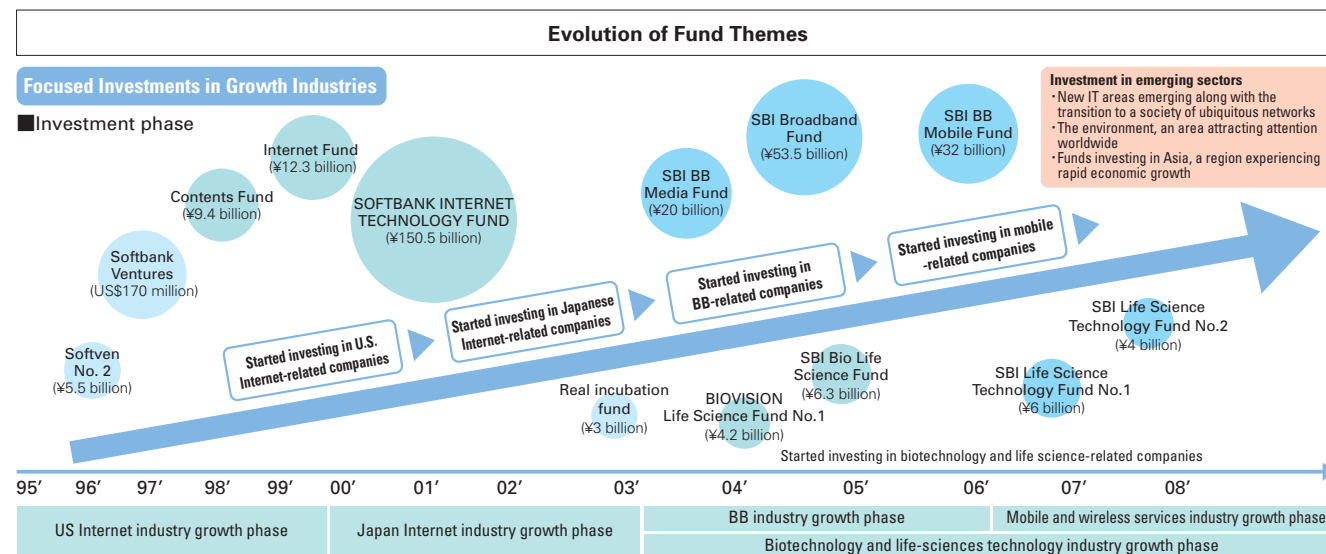 Evolution of Fund Themes
Focused Investments in Growth Industries
■Investment phase
Investment in emerging sectors
・New IT areas emerging along with the
transition to a society of ubiquitous networks
・The environment, an area attracting attention
worldwide
・Funds investing in Asia, a region experiencing
rapid economic growth
Softven
No. 2
(¥5.5 billion)
Softbank
Ventures
(US$170 million)
Contents Fund
(¥9.4 billion)
Internet Fund
(¥12.3 billion)
SOFTBANK INTERNET
TECHNOLOGY FUND
(¥150.5 billion)
SBI BB
Media Fund
(¥20 billion)
SBI Broadband
Fund
(¥53.5 billion)
SBI BB
Mobile Fund
(¥32 billion)
Started investing in U.S.
Internet-related companies
Started investing in Japanese
Internet-related companies
Started investing in
BB-related companies
Started investing in mobile
-related companies
Real incubation
fund
(¥3 billion)
BIOVISION
Life Science Fund No.1
(¥4.2 billion)
SBI Bio Life
Science Fund
(¥6.3 billion)
SBI Life Science
Technology Fund No.1
(¥6 billion)
SBI Life Science
Technology Fund No.2
(¥4 billion)
Started investing in biotechnology and life science-related companies
95’ 96’ 97’ 98’ 99’ 00’ 01’ 02’ 03’ 04’ 05’ 06’ 07’ 08’
US Internet industry growth phase
Japan Internet industry growth phase
BB industry growth phase
Mobile and wireless services industry growth phase
Biotechnology and life-sciences technology industry growth phase